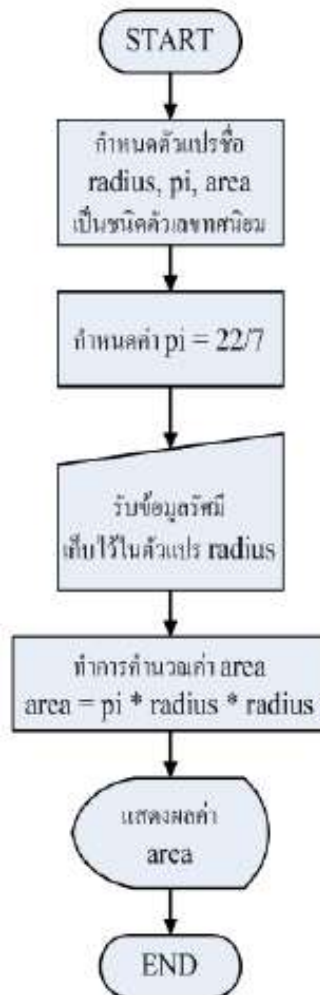 START
กำหนดตัวแปรชื่อ
radius, pi, area
เป็นชนิดตัวเลขทศนิยม
กำหนดค่า pi = 22/7
รับข้อมูลรัศมี
เก็บไว้ในตัวแปร radius
ทำการคำนวณค่า area
area = pi * radius * radius
แสดงผลค่า
area
END